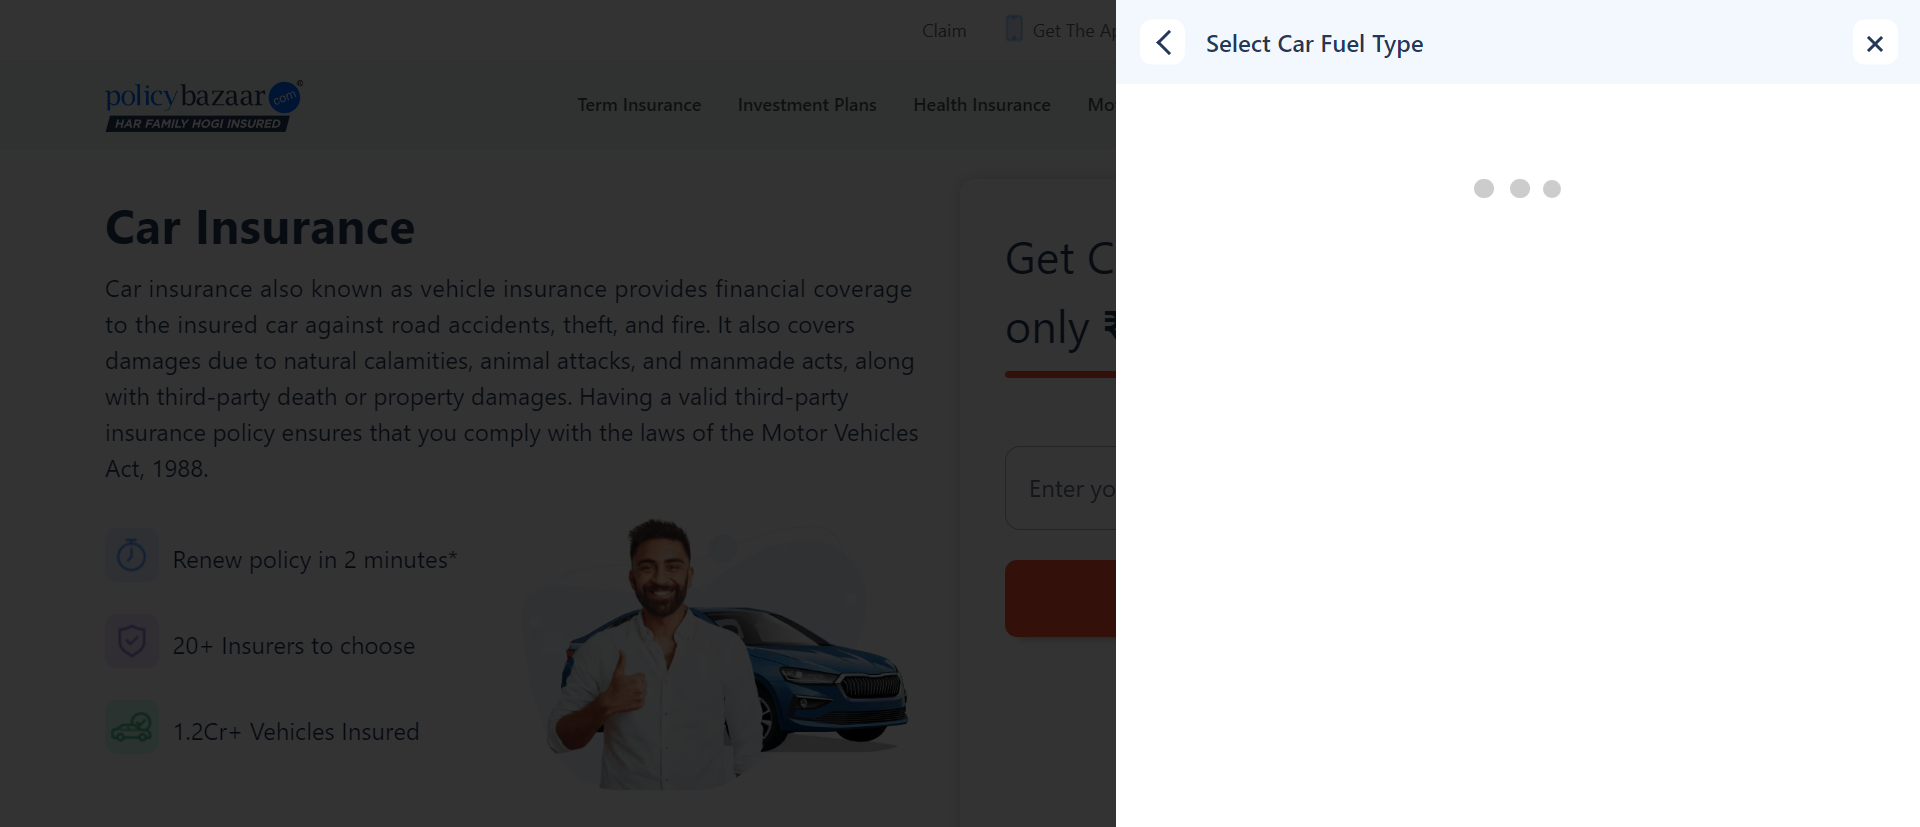 Claim
Get The Ap
policybazaar.com®
HAR FAMILY HOGI INSURED
Term Insurance
Investment Plans
Health Insurance
Mo
Select Car Fuel Type
Car Insurance
Car insurance also known as vehicle insurance provides financial coverage
to the insured car against road accidents, theft, and fire. It also covers
damages due to natural calamities, animal attacks, and manmade acts, along
with third-party death or property damages. Having a valid third-party
insurance policy ensures that you comply with the laws of the Motor Vehicles
Act, 1988.
Renew policy in 2 minutes*
20+ Insurers to choose
1.2Cr+ Vehicles Insured
Get C
only ₹
Enter yo